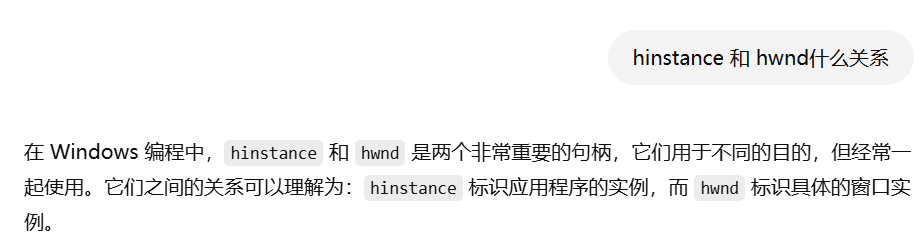 hinstance 和 hwnd什么关系
在 Windows 编程中，hinstance 和 hwnd 是两个非常重要的句柄，它们用于不同的目的，但经常一
起使用。它们之间的关系可以理解为：hinstance 标识应用程序的实例，而 hwnd 标识具体的窗口实
例。